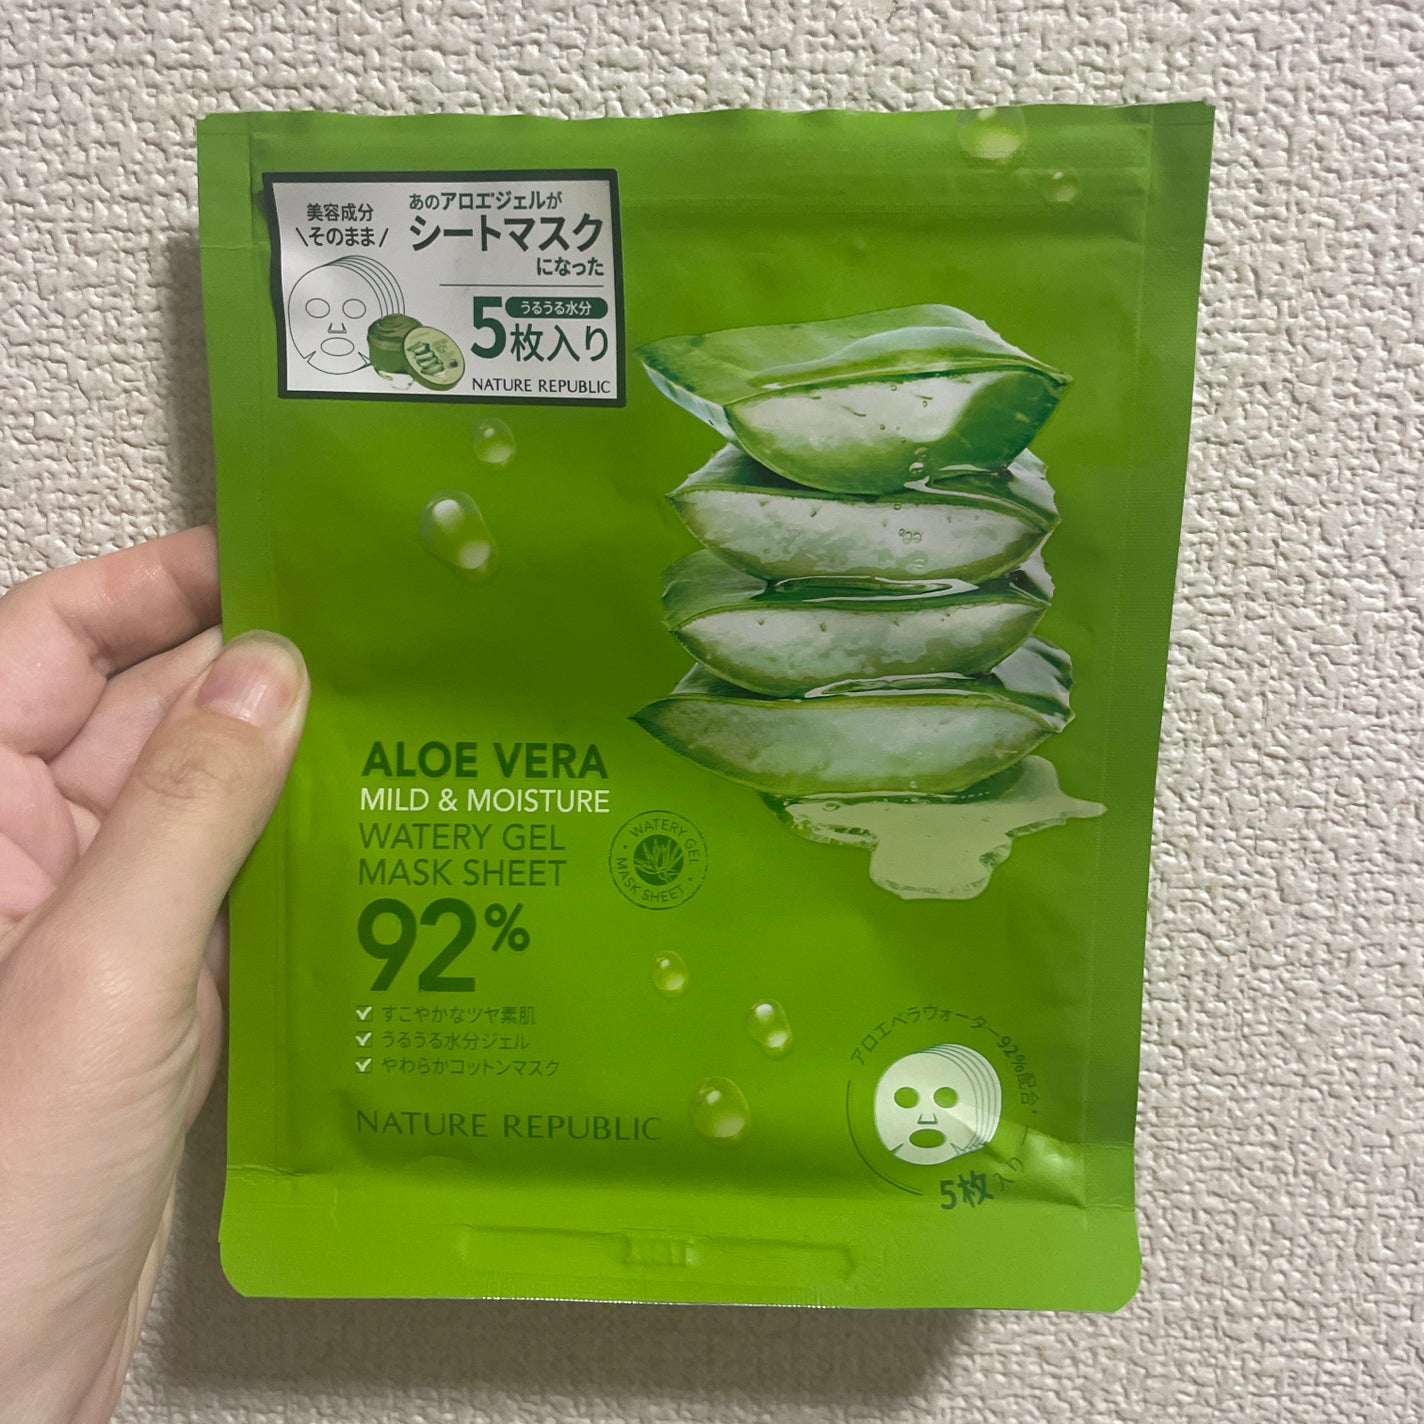 美容成分
\そのまま/
あのアロエジェルが
シートマスク
になった
うるうる水分
5枚入り
NATURE REPUBLIC
ALOE VERA
MILD & MOISTURE
WATERY GEL
MASK SHEET
WATERY GEL
MASK SHEET
92%
すこやかなツヤ素肌
うるうる水分ジェル
やわらかコットンマスク
NATURE REPUBLIC
アロエベラウォーター92%配合
5枚入り